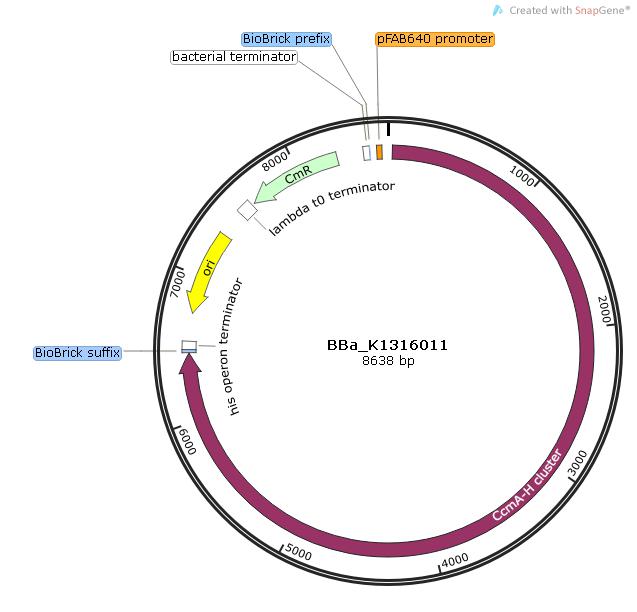 Created with SnapGene®
BioBrick prefix
pFAB640 promoter
bacterial terminator
8000
CmR
1000
lambda t0 terminator
ori
7000
2000
his operon terminator
BBa_K1316011
8638 bp
BioBrick suffix
6000
3000
CcmA-H cluster
5000
4000